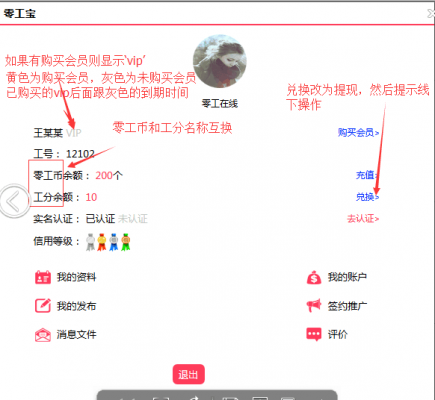 零工宝
如果有购买会员则显示'vip'
黄色为购买会员，灰色为未购买会员
已购买的vip后面跟灰色的到期时间
零工在线
兑换改为提现，然后提示线
下操作
零工币和工分名称互换
王某某 VIP 购买会员>
工号： 12102
零工币余额： 200个 充值>
工分余额： 10 兑换>
实名认证： 已认证 未认证 去认证>
信用等级：
我的资料 我的账户
我的发布 签约推广
消息文件 评价
退出